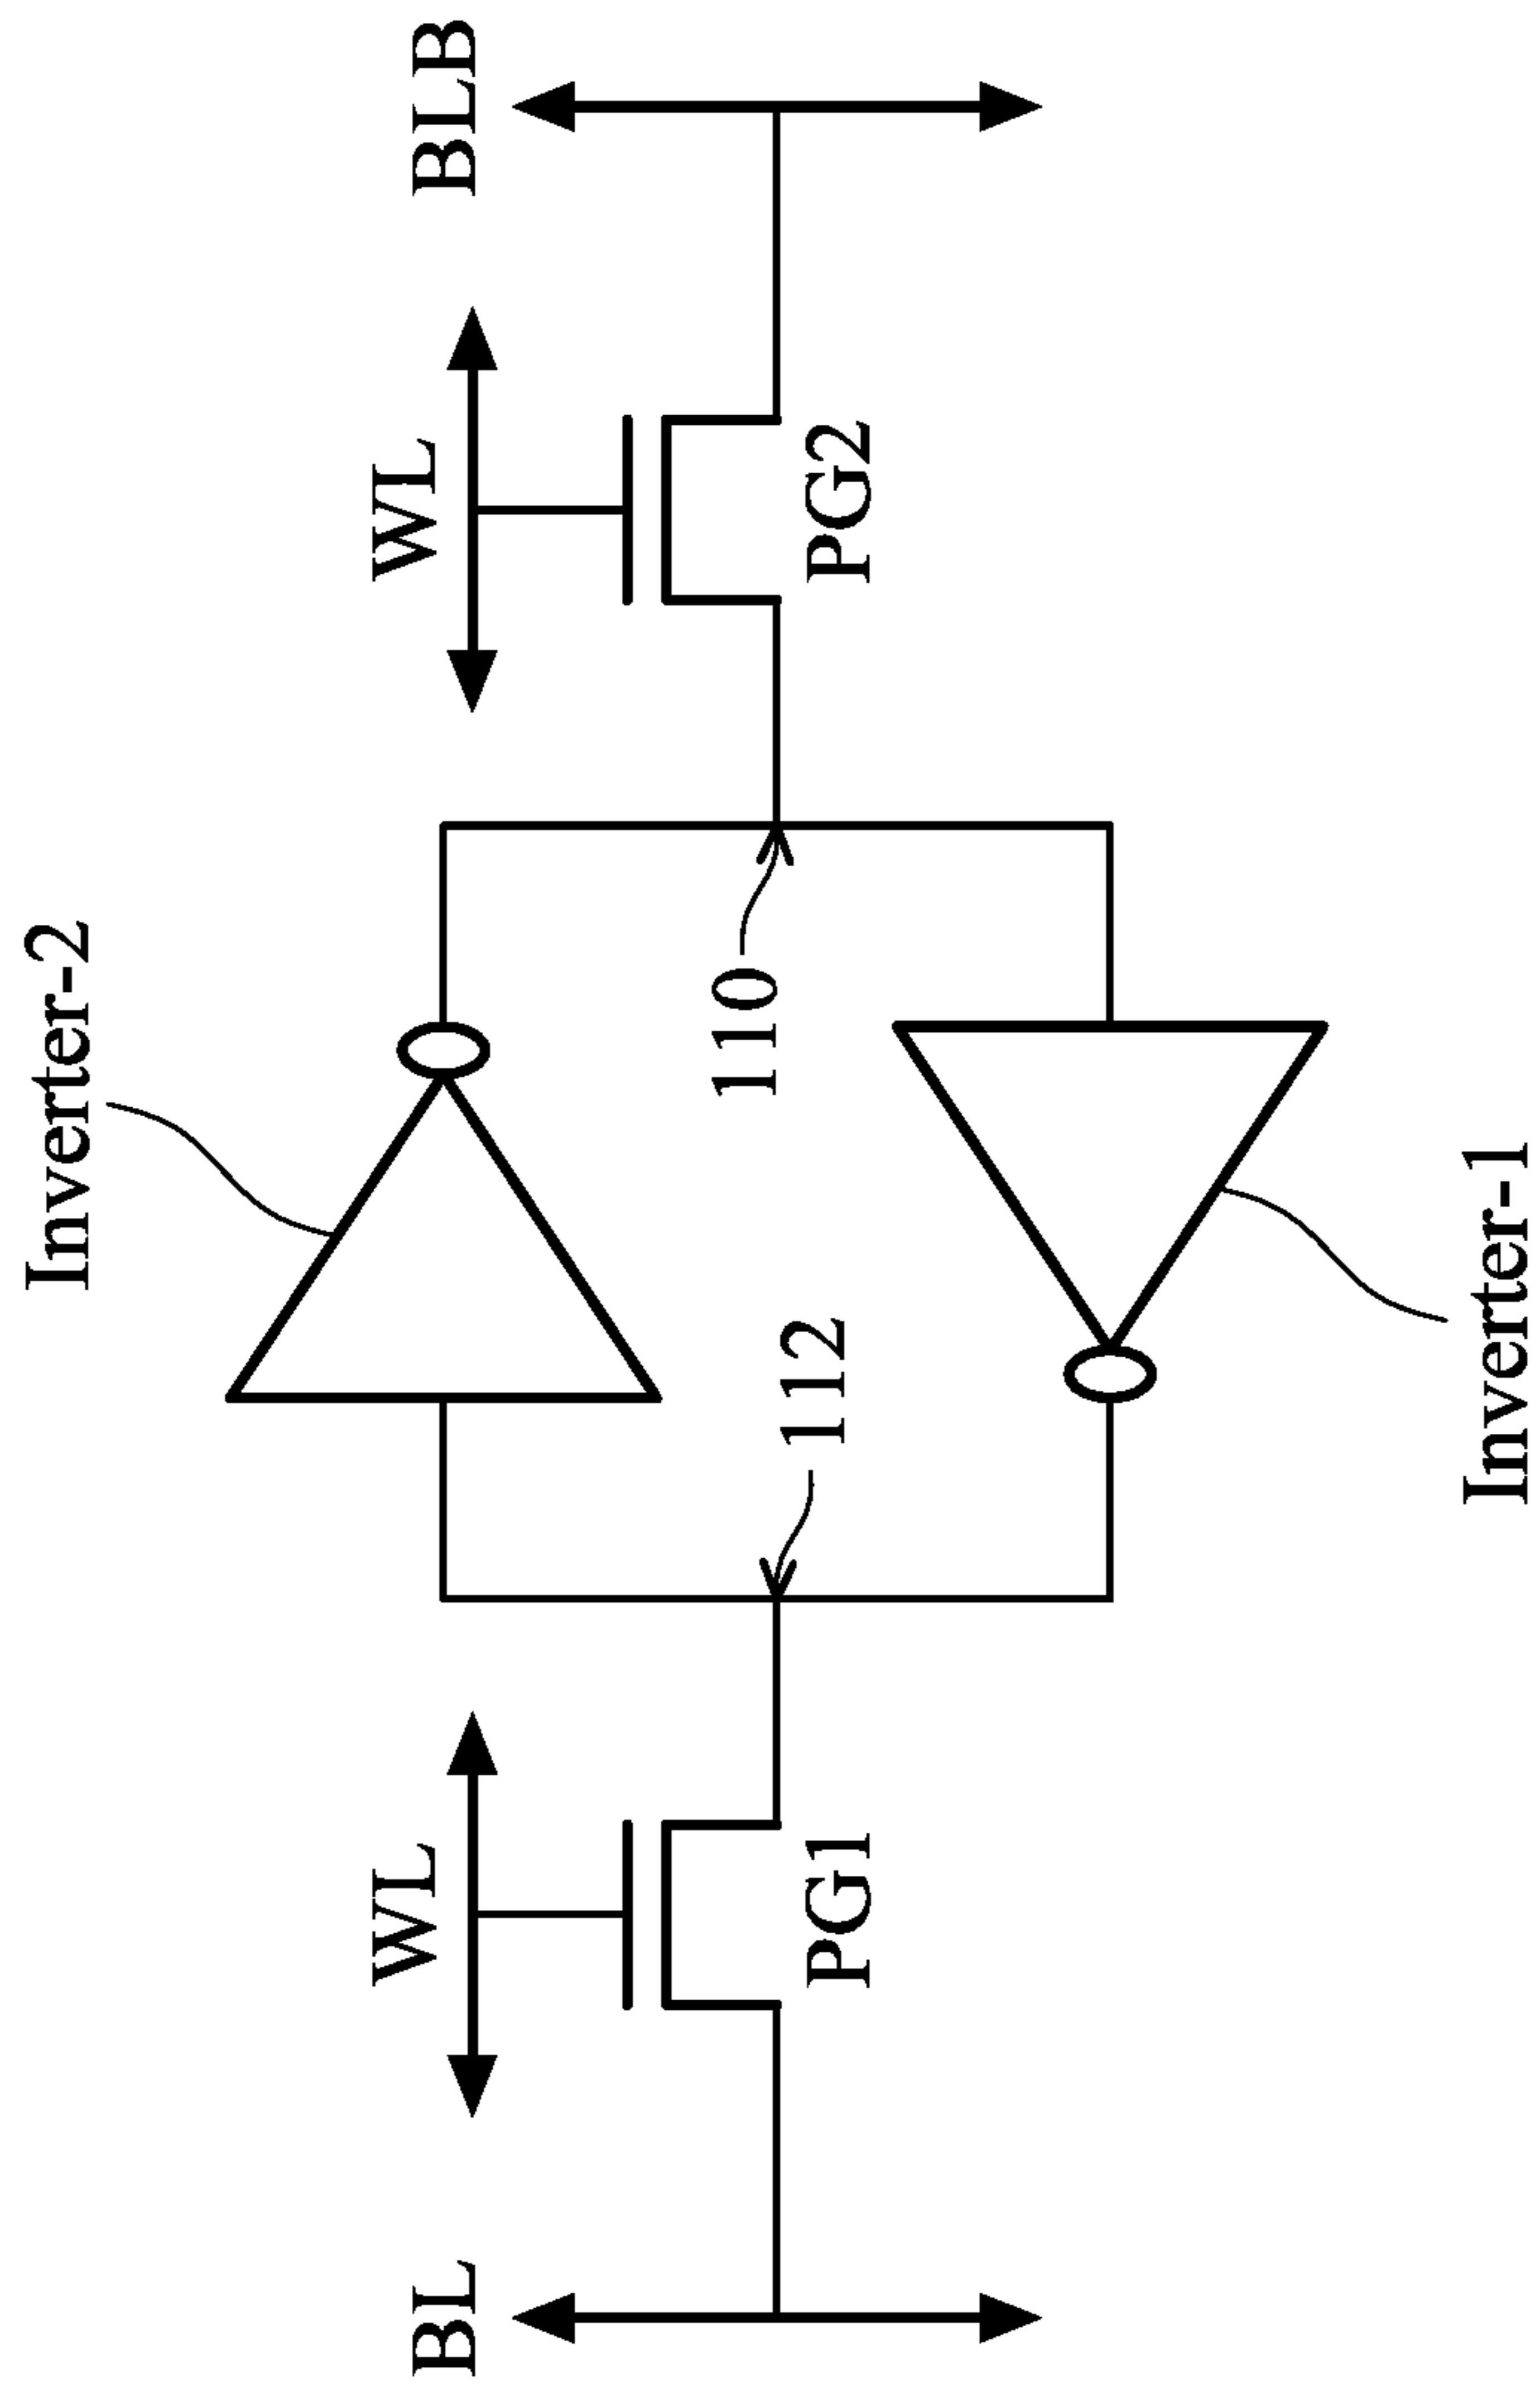 Inverter-2
WL
WL
BL
BLB
112
110
PG1
PG2
Inverter-1